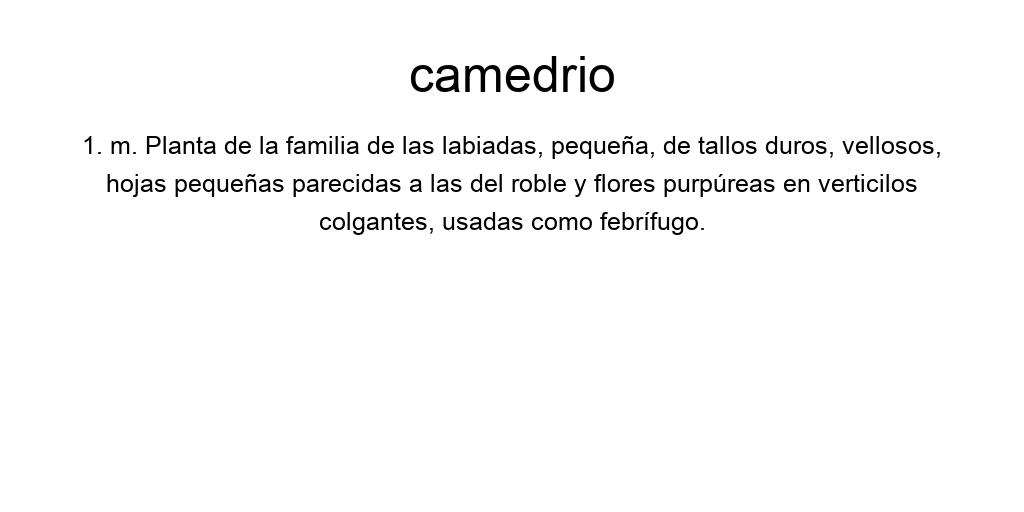 camedrio
1. m. Planta de la familia de las labiadas, pequeña, de tallos duros, vellosos,
hojas pequeñas parecidas a las del roble y flores purpúreas en verticilos
colgantes, usadas como febrífugo.